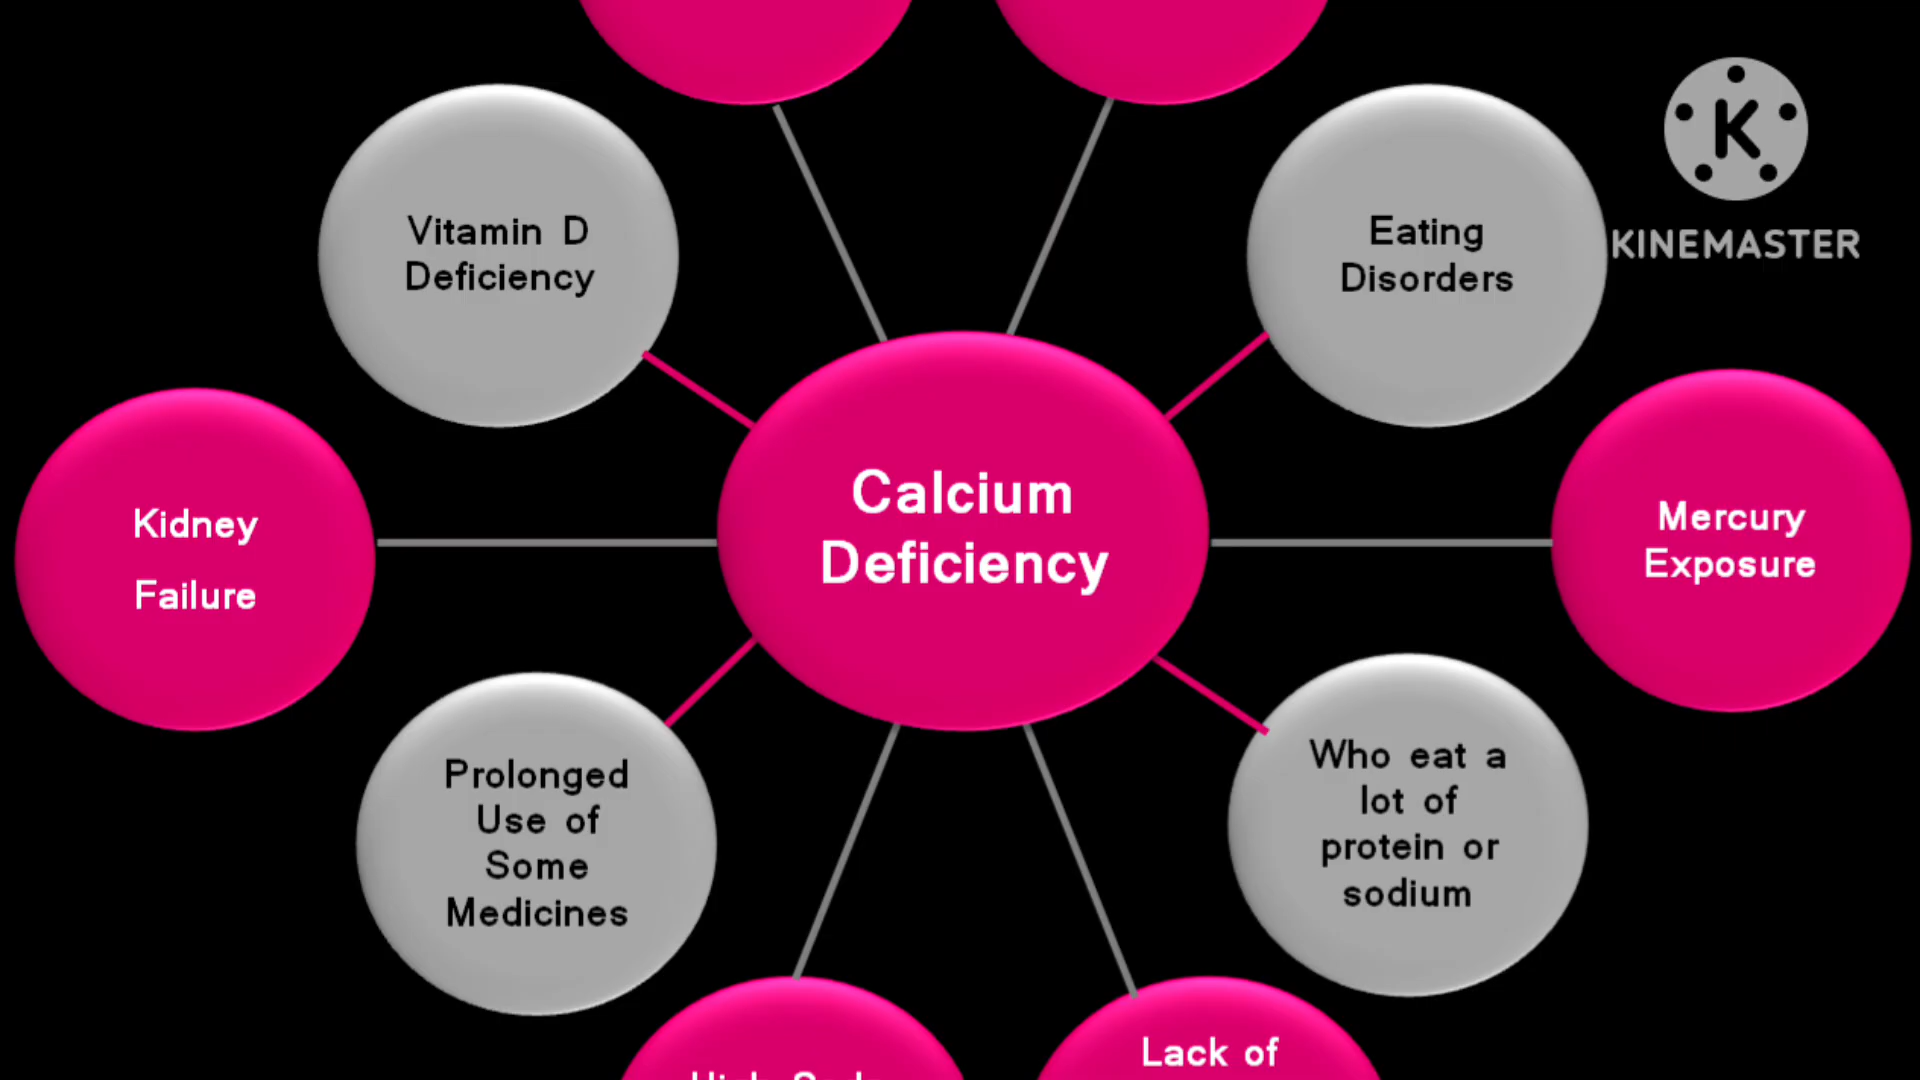 Vitamin D
Deficiency
Eating
Disorders
K
KINEMASTER
Calcium
Deficiency
Kidney
Failure
Mercury
Exposure
Prolonged
Use of
Some
Medicines
Who eat a
lot of
protein or
sodium
Lack of